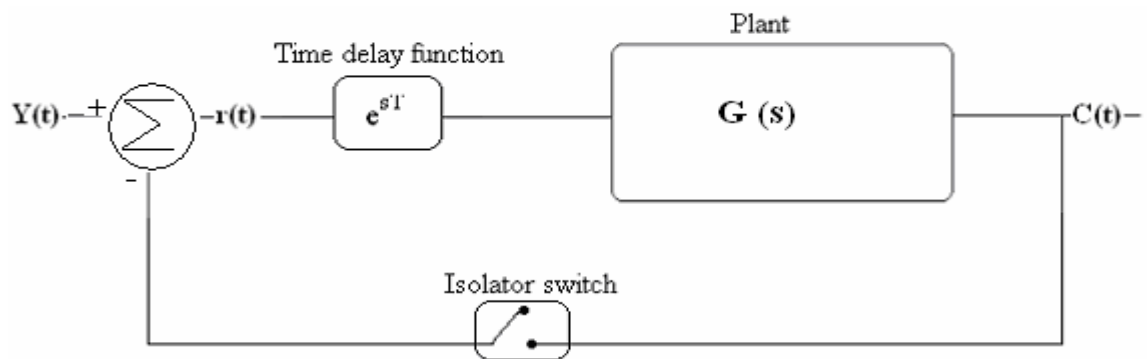 Plant
Time delay function
Y(t) + Σ r(t) e^sT G (s) C(t)
-
Isolator switch